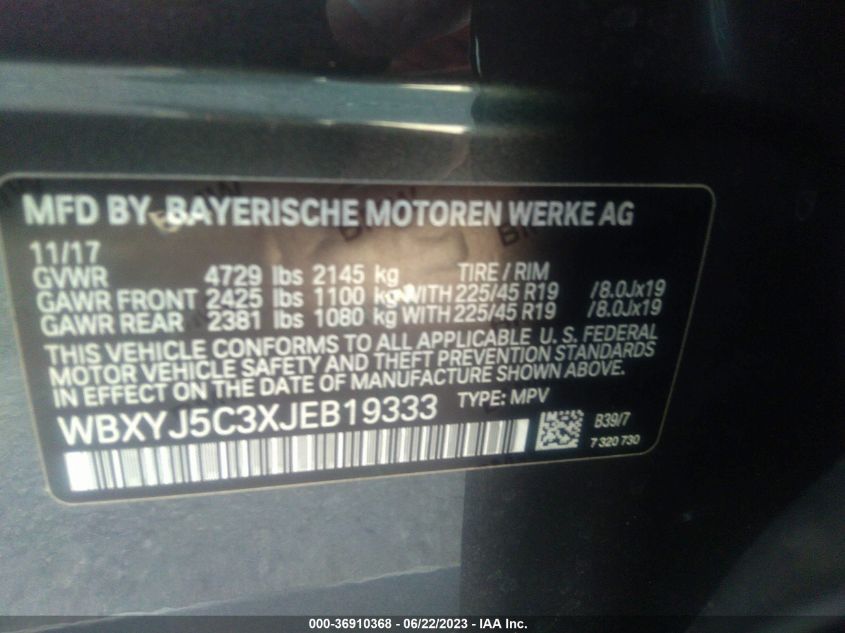 MFD BY BAYERISCHE MOTOREN WERKE AG
11/17
GVWR 4729 lbs 2145 kg TIRE / RIM
GAWR FRONT 2425 lbs 1100 kg WITH 225/45 R19 /8.0Jx19
GAWR REAR 2381 lbs 1080 kg WITH 225/45 R19 /8.0Jx19
THIS VEHICLE CONFORMS TO ALL APPLICABLE U. S. FEDERAL
MOTOR VEHICLE SAFETY AND THEFT PREVENTION STANDARDS
IN EFFECT ON THE DATE OF MANUFACTURE SHOWN ABOVE.
WBXYJ5C3XJEB19333 TYPE: MPV
B39/7
7 320 730
000-36910368 - 06/22/2023 - IAA Inc.